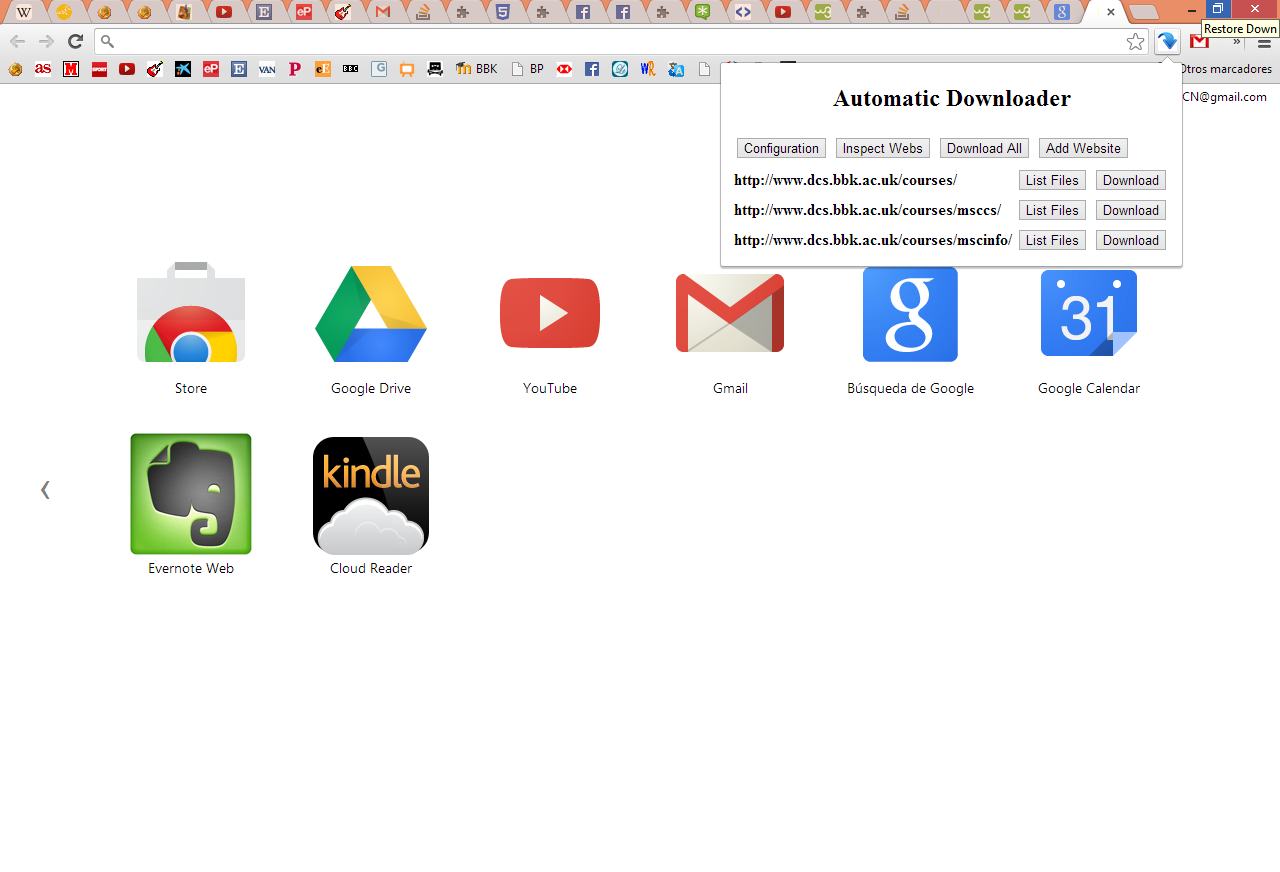 Restore Down
as
BBC
BBK
BP
Otros marcadores
CN@gmail.com
Automatic Downloader
Configuration Inspect Webs Download All Add Website
http://www.dcs.bbk.ac.uk/courses/ List Files Download
http://www.dcs.bbk.ac.uk/courses/msccs/ List Files Download
http://www.dcs.bbk.ac.uk/courses/mscinfo/ List Files Download
31
Store Google Drive YouTube Gmail Búsqueda de Google Google Calendar
kindle
Evernote Web Cloud Reader